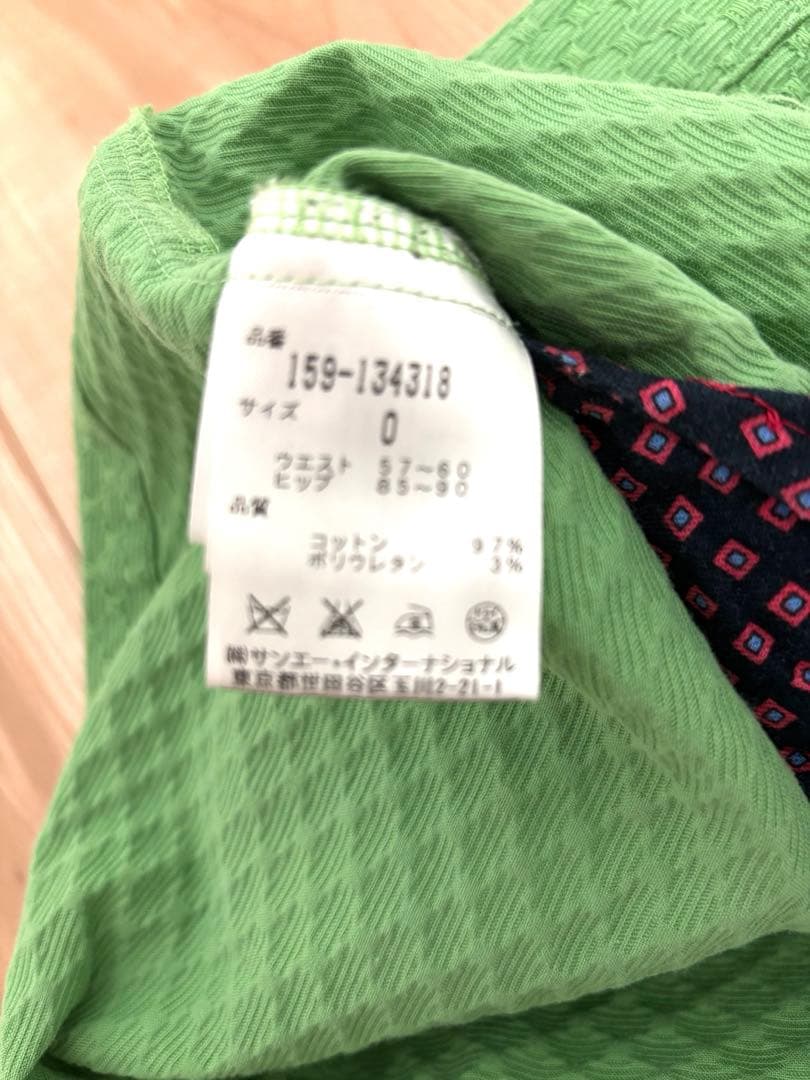 品番
159-134318
サイズ
0
ウエスト 57～60
ヒップ 85～90
品質
コットン 97%
ポリウレタン 3%
㈱サンエー・インターナショナル
東京都世田谷区玉川2-21-1